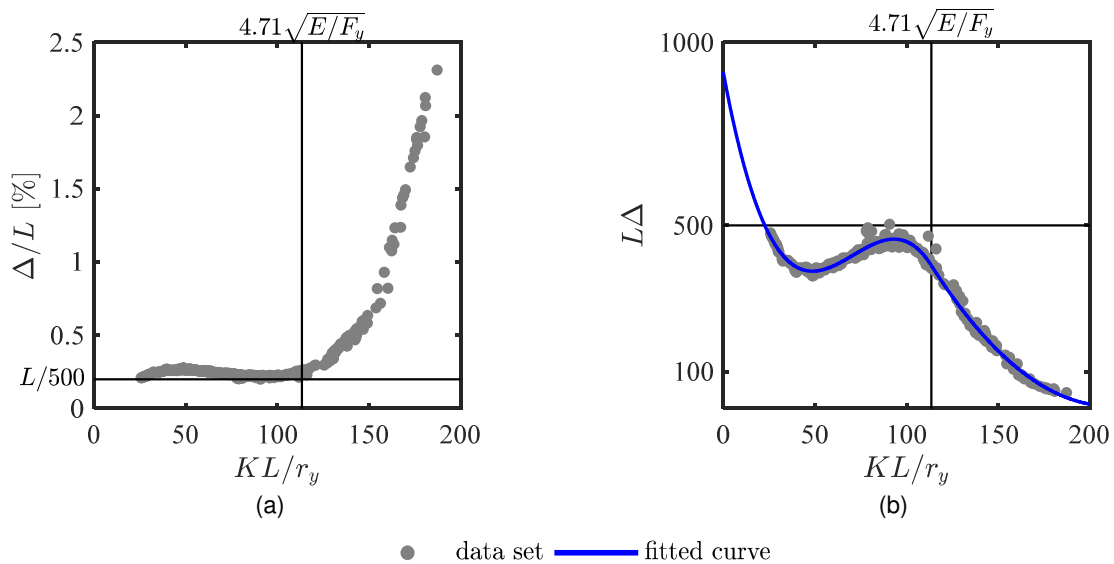 4.71√E/F_y
2.5
2
1.5
1
0.5
L/500
0
Δ/L [%]
0 50 100 150 200
KL/r_y
(a)
4.71√E/F_y
1000
500
100
LΔ
0 50 100 150 200
KL/r_y
(b)
data set fitted curve